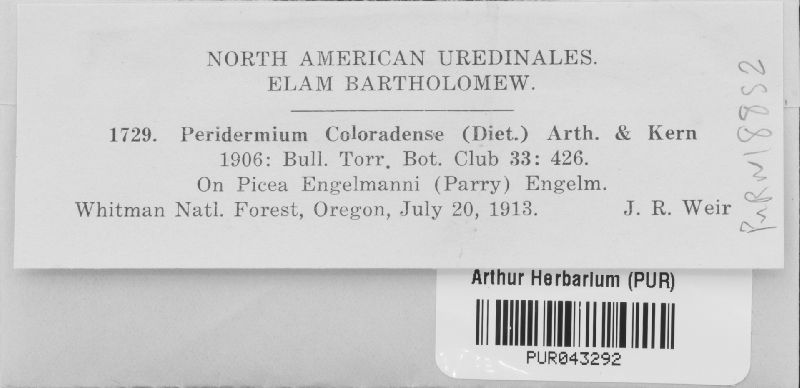 NORTH AMERICAN UREDINALES.
ELAM BARTHOLOMEW.
1729. Peridermium Coloradense (Diet.) Arth. & Kern
1906: Bull. Torr. Bot. Club 33: 426.
On Picea Engelmanni (Parry) Engelm.
Whitman Natl. Forest, Oregon, July 20, 1913. J. R. Weir
Arthur Herbarium (PUR)
PUR043292